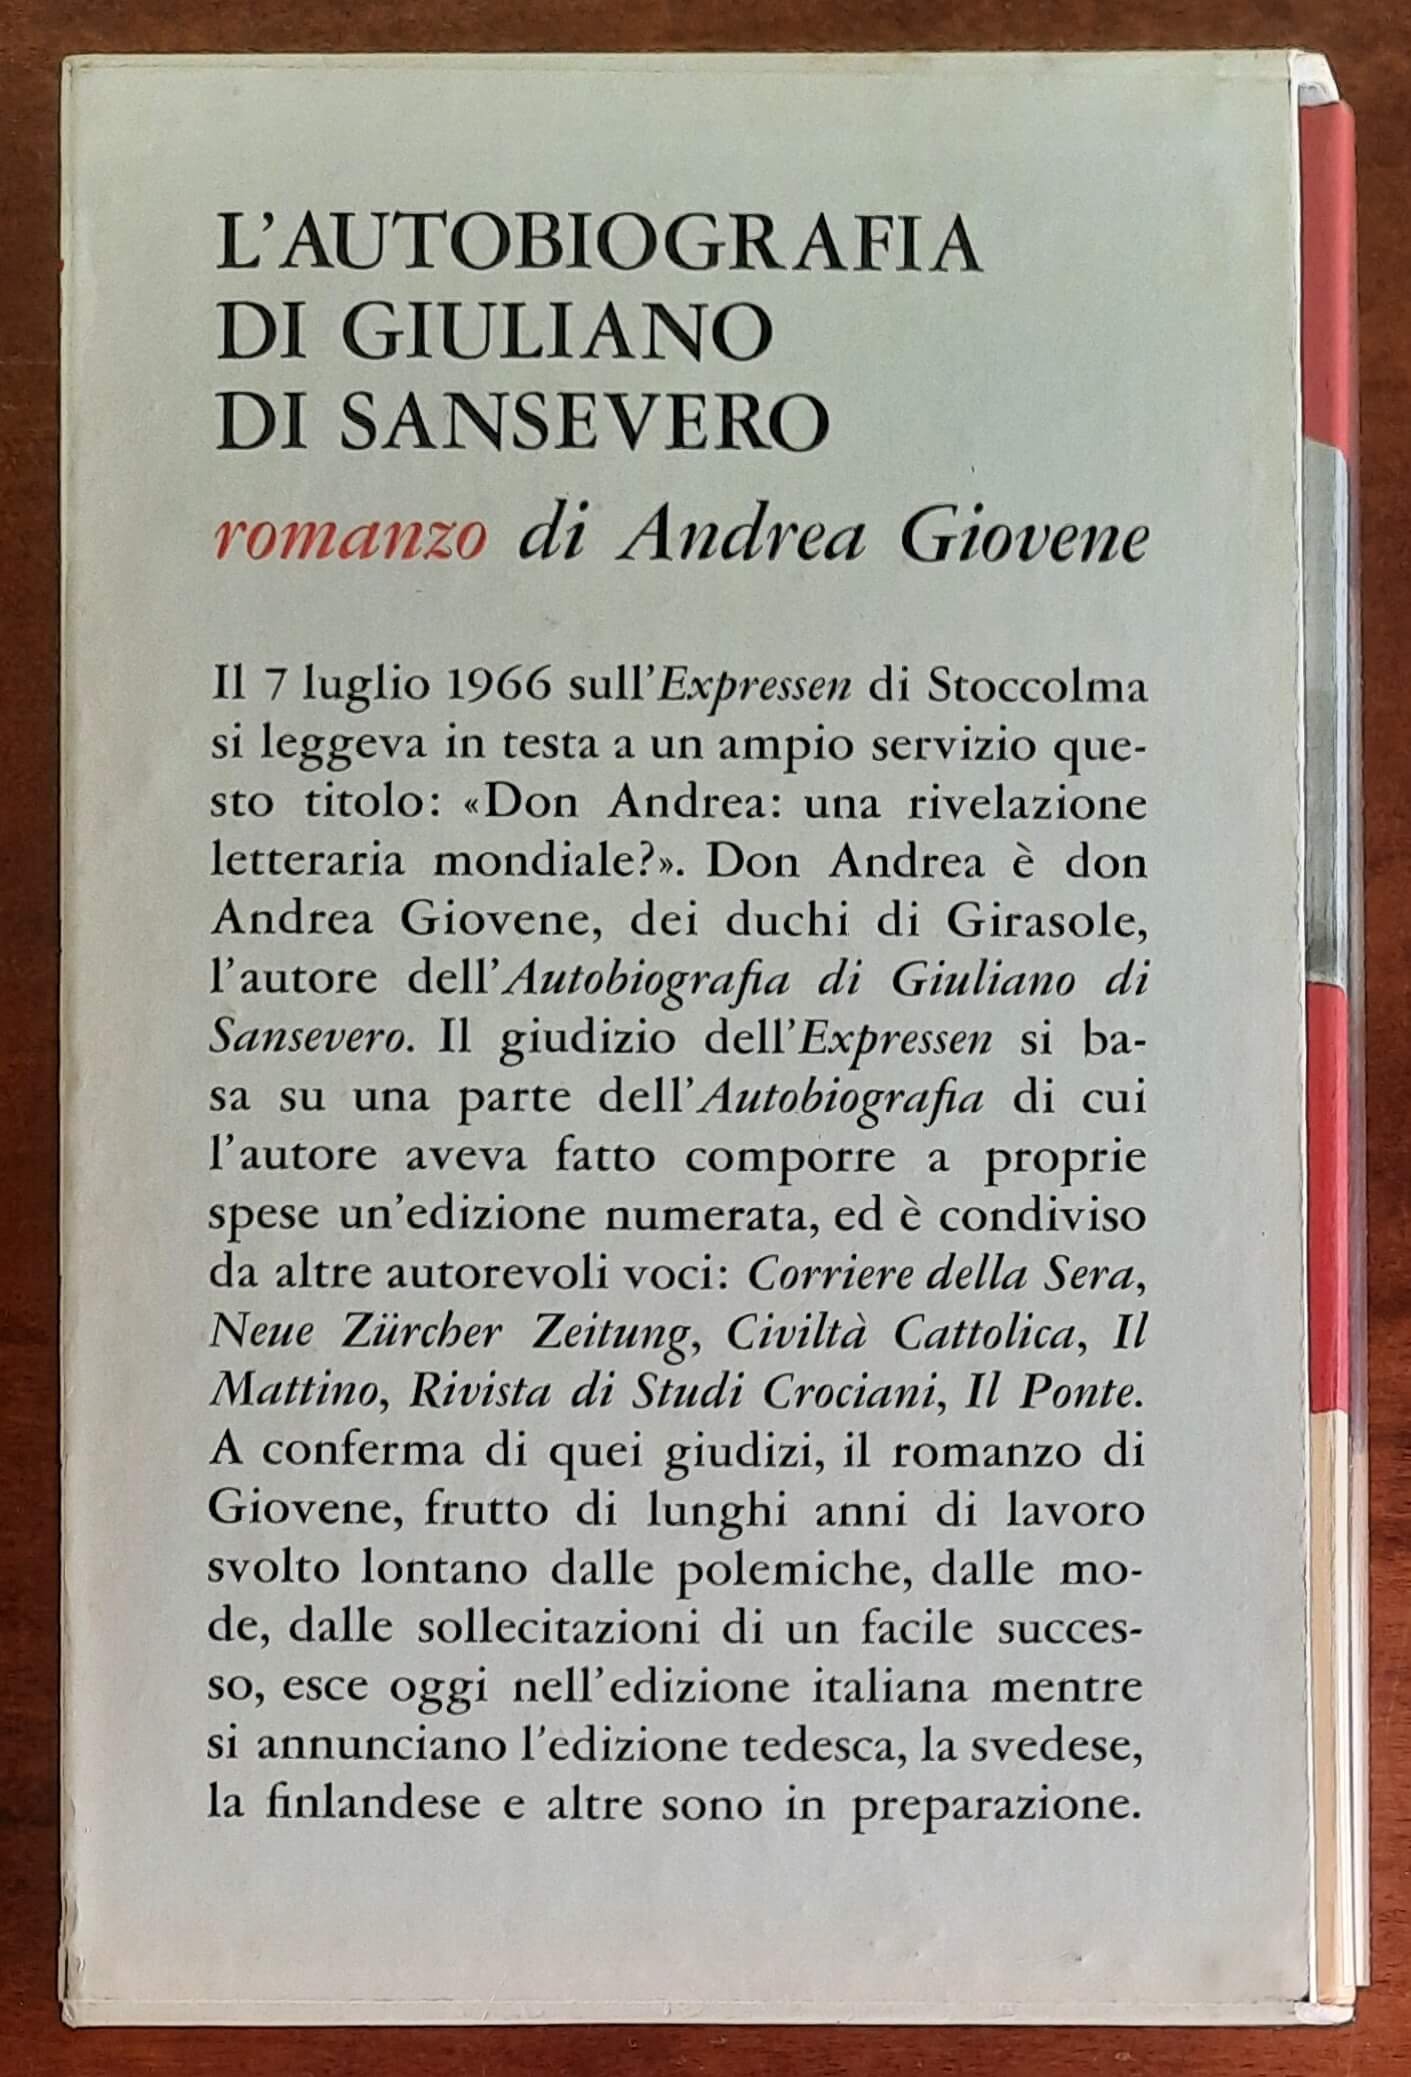 L'AUTOBIOGRAFIA
DI GIULIANO
DI SANSEVERO
romanzo di Andrea Giovene
Il 7 luglio 1966 sull'Expressen di Stoccolma
si leggeva in testa a un ampio servizio que-
sto titolo: «Don Andrea: una rivelazione
letteraria mondiale?». Don Andrea è don
Andrea Giovene, dei duchi di Girasole,
l'autore dell'Autobiografia di Giuliano di
Sansevero. Il giudizio dell'Expressen si ba-
sa su una parte dell'Autobiografia di cui
l'autore aveva fatto comporre a proprie
spese un'edizione numerata, ed è condiviso
da altre autorevoli voci: Corriere della Sera,
Neue Zürcher Zeitung, Civiltà Cattolica, Il
Mattino, Rivista di Studi Crociani, Il Ponte.
A conferma di quei giudizi, il romanzo di
Giovene, frutto di lunghi anni di lavoro
svolto lontano dalle polemiche, dalle mo-
de, dalle sollecitazioni di un facile succes-
so, esce oggi nell'edizione italiana mentre
si annunciano l'edizione tedesca, la svedese,
la finlandese e altre sono in preparazione.